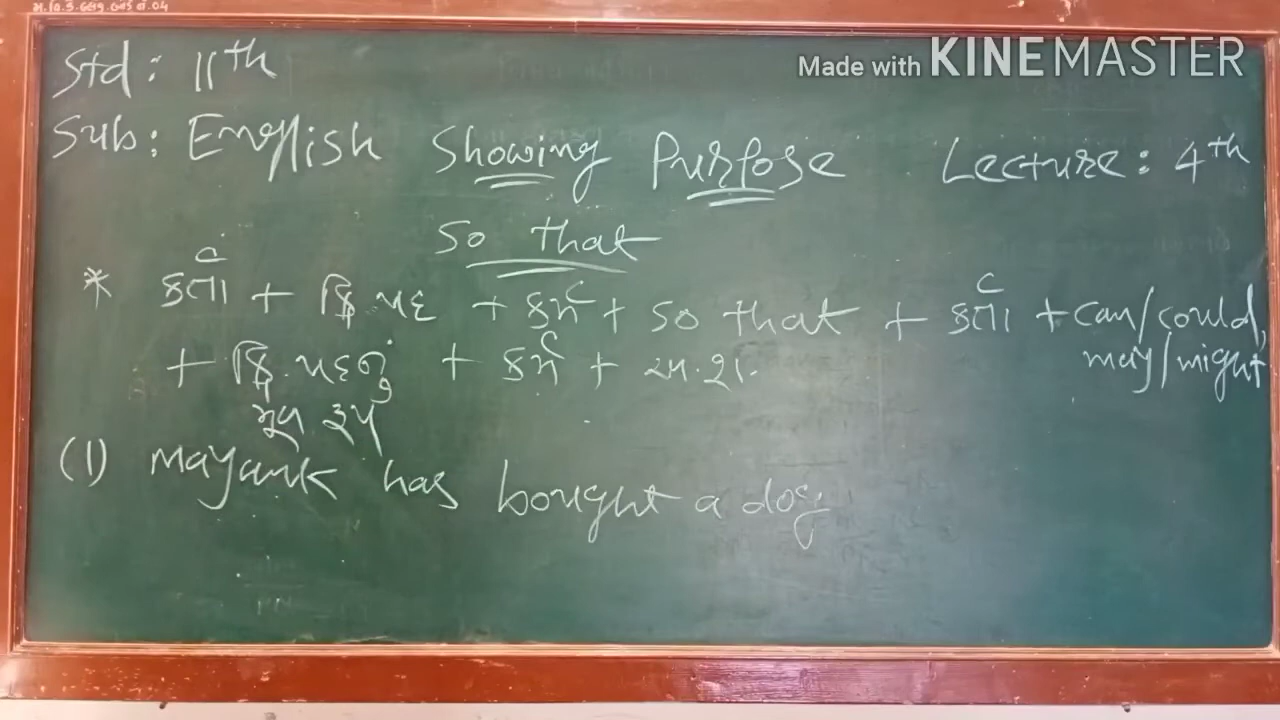 Made with KINEMASTER
Std : 11th
Sub : English Showing Purpose Lecture : 4th
So that
* કર્તા + ક્રિ.પદ + કર્મ + so that + કર્તા + can/could,
may/might
+ ક્રિ.પદનું + કર્મ + અ.શ.
મૂળ રૂપ
(1) Mayank has bought a dog